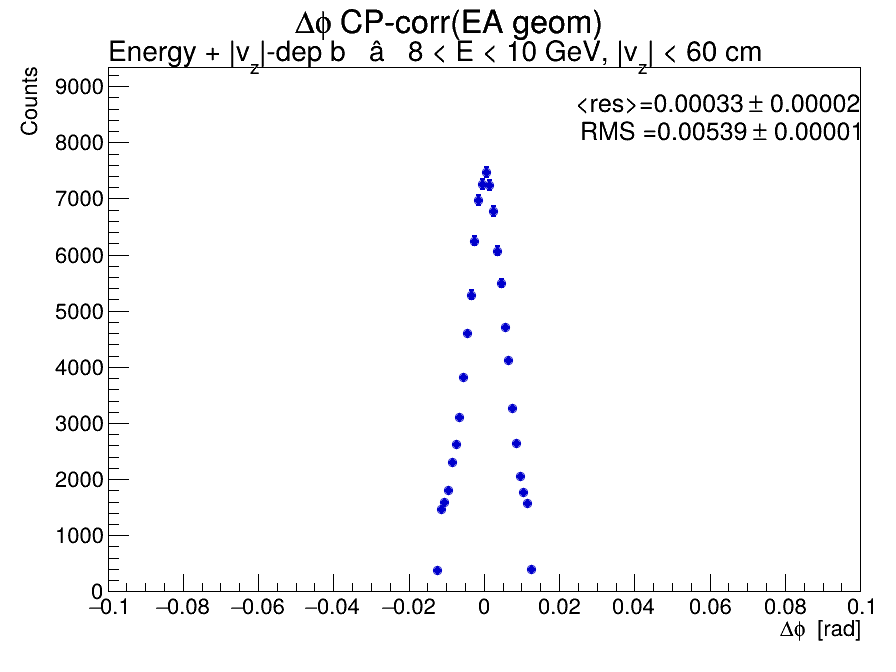 Δϕ CP-corr(EA geom)
Energy + |v_z|-dep b â 8 < E < 10 GeV, |v_z| < 60 cm
Counts
<res>=0.00033 ± 0.00002
RMS =0.00539 ± 0.00001
9000
8000
7000
6000
5000
4000
3000
2000
1000
0
−0.1 −0.08 −0.06 −0.04 −0.02 0 0.02 0.04 0.06 0.08 0.1
Δϕ [rad]